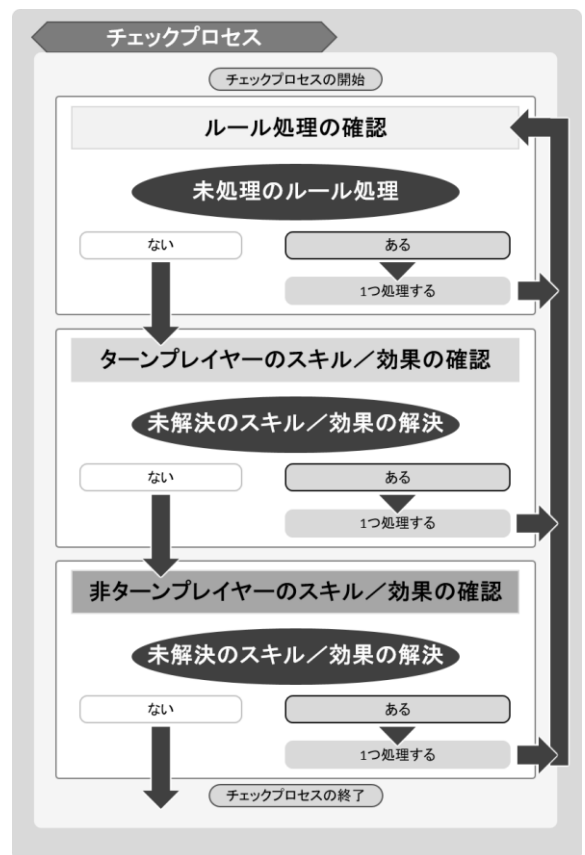 チェックプロセス
チェックプロセスの開始
ルール処理の確認
未処理のルール処理
ない
ある
1つ処理する
ターンプレイヤーのスキル／効果の確認
未解決のスキル／効果の解決
ない
ある
1つ処理する
非ターンプレイヤーのスキル／効果の確認
未解決のスキル／効果の解決
ない
ある
1つ処理する
チェックプロセスの終了